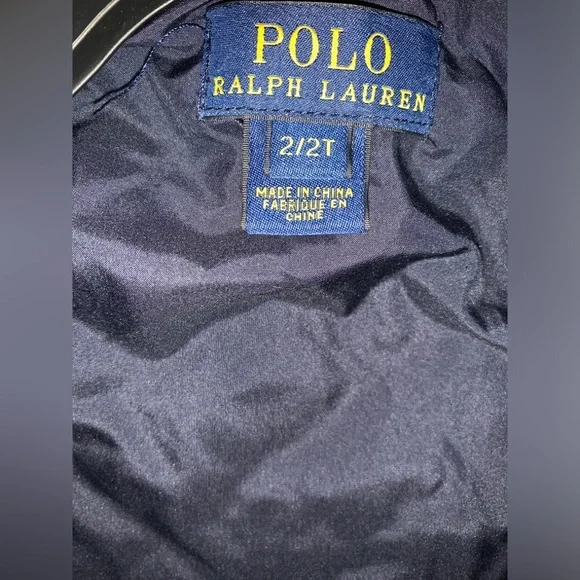 POLO
RALPH LAUREN
2/2T
MADE IN CHINA
FABRIQUE EN
CHINE